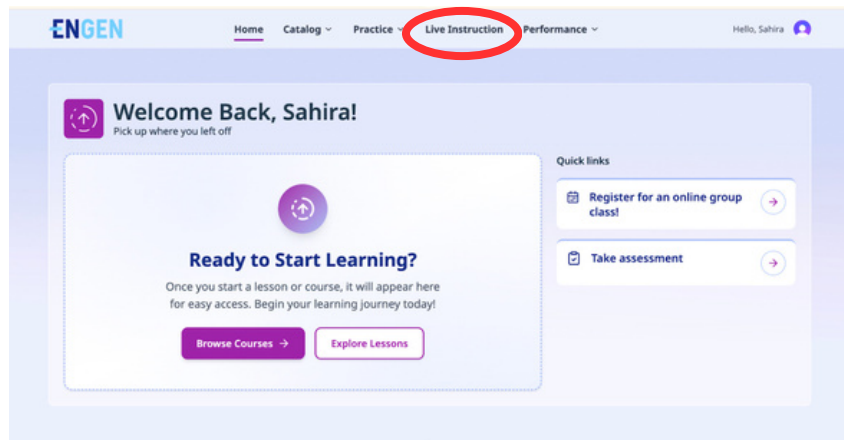 ENGEN
Home Catalog Practice Live Instruction Performance Hello, Sahira
Welcome Back, Sahira!
Pick up where you left off
Quick links
Register for an online group
class!
Take assessment
Ready to Start Learning?
Once you start a lesson or course, it will appear here
for easy access. Begin your learning journey today!
Browse Courses
Explore Lessons